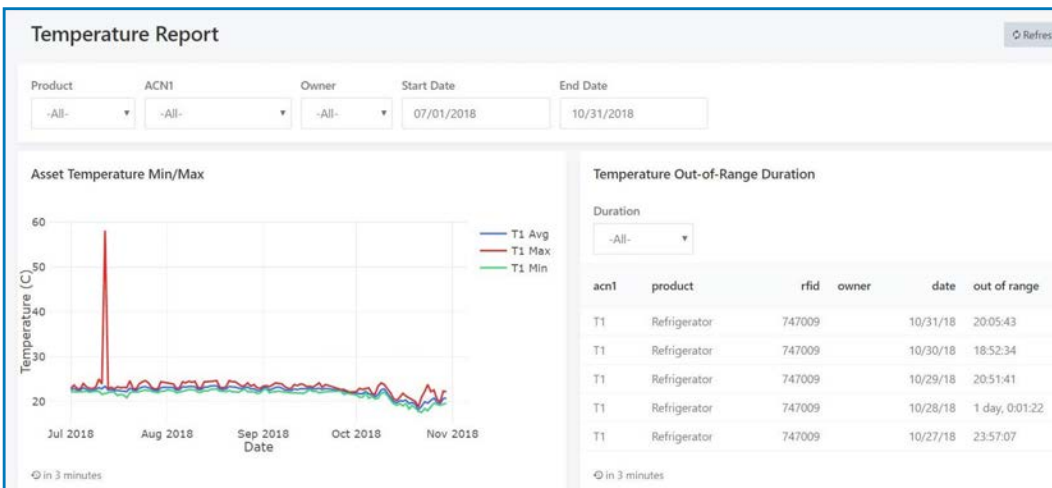 Temperature Report
Refres
Product ACN1 Owner Start Date End Date
-All- -All- -All- 07/01/2018 10/31/2018
Asset Temperature Min/Max
60
50
40
30
20
Temperature (C)
Jul 2018 Aug 2018 Sep 2018 Oct 2018 Nov 2018
Date
T1 Avg
T1 Max
T1 Min
in 3 minutes
Temperature Out-of-Range Duration
Duration
-All-
acn1 product rfid owner date out of range
T1 Refrigerator 747009 10/31/18 20:05:43
T1 Refrigerator 747009 10/30/18 18:52:34
T1 Refrigerator 747009 10/29/18 20:51:41
T1 Refrigerator 747009 10/28/18 1 day, 0:01:22
T1 Refrigerator 747009 10/27/18 23:57:07
in 3 minutes